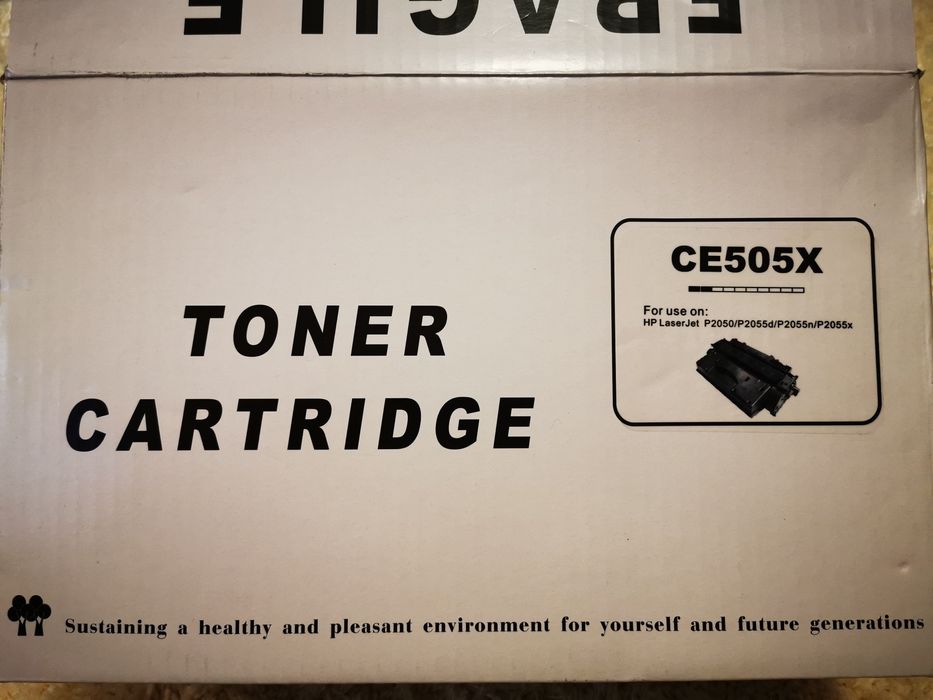 FRAGILE
TONER
CARTRIDGE
CE505X
For use on:
HP LaserJet P2050/P2055d/P2055n/P2055x
Sustaining a healthy and pleasant environment for yourself and future generations